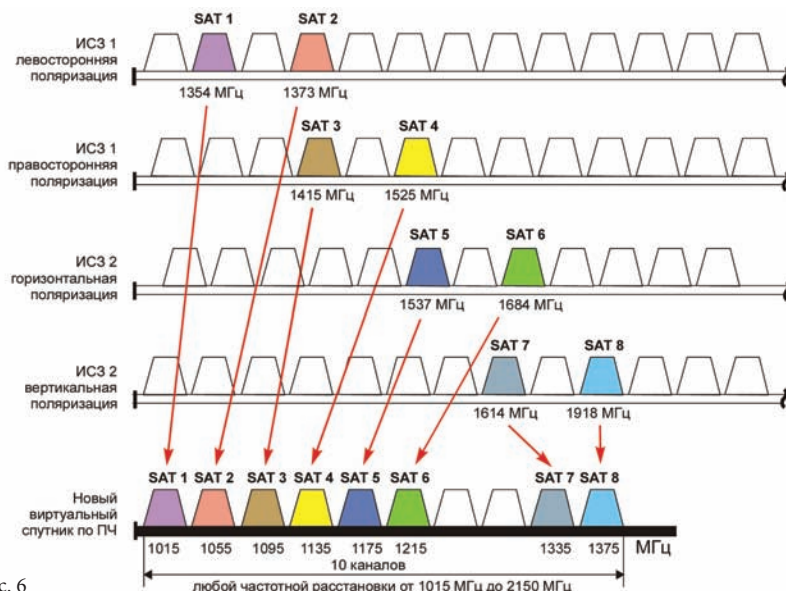 SAT 1 SAT 2
ИСЗ 1
левосторонняя
поляризация
1354 МГц 1373 МГц
SAT 3 SAT 4
ИСЗ 1
правосторонняя
поляризация
1415 МГц 1525 МГц
SAT 5 SAT 6
ИСЗ 2
горизонтальная
поляризация
1537 МГц 1684 МГц
SAT 7 SAT 8
ИСЗ 2
вертикальная
поляризация
1614 МГц 1918 МГц
SAT 1 SAT 2 SAT 3 SAT 4 SAT 5 SAT 6 SAT 7 SAT 8
Новый
виртуальный
спутник по ПЧ
1015 1055 1095 1135 1175 1215 1335 1375 МГц
10 каналов
любой частотной расстановки от 1015 МГц до 2150 МГц
с. 6